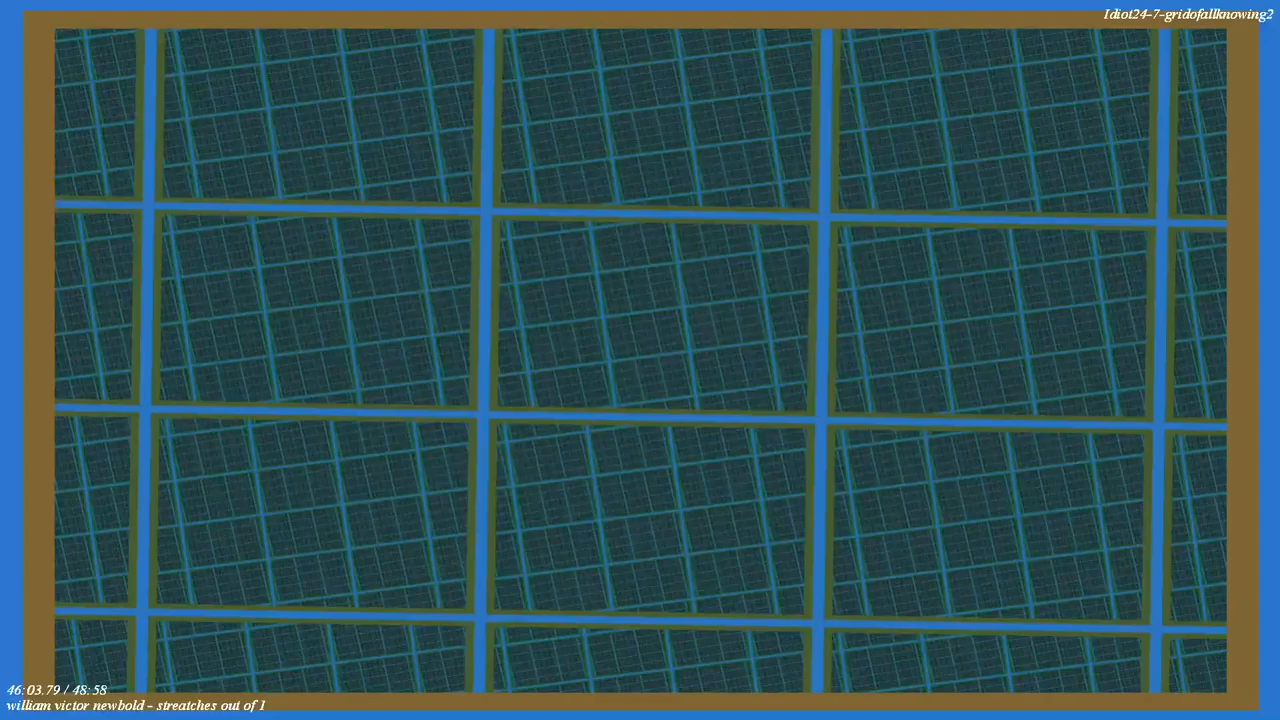 Idiot24-7-gridofallknowing2
46:03.79 / 48:58
william victor newbold - streatches out of 1